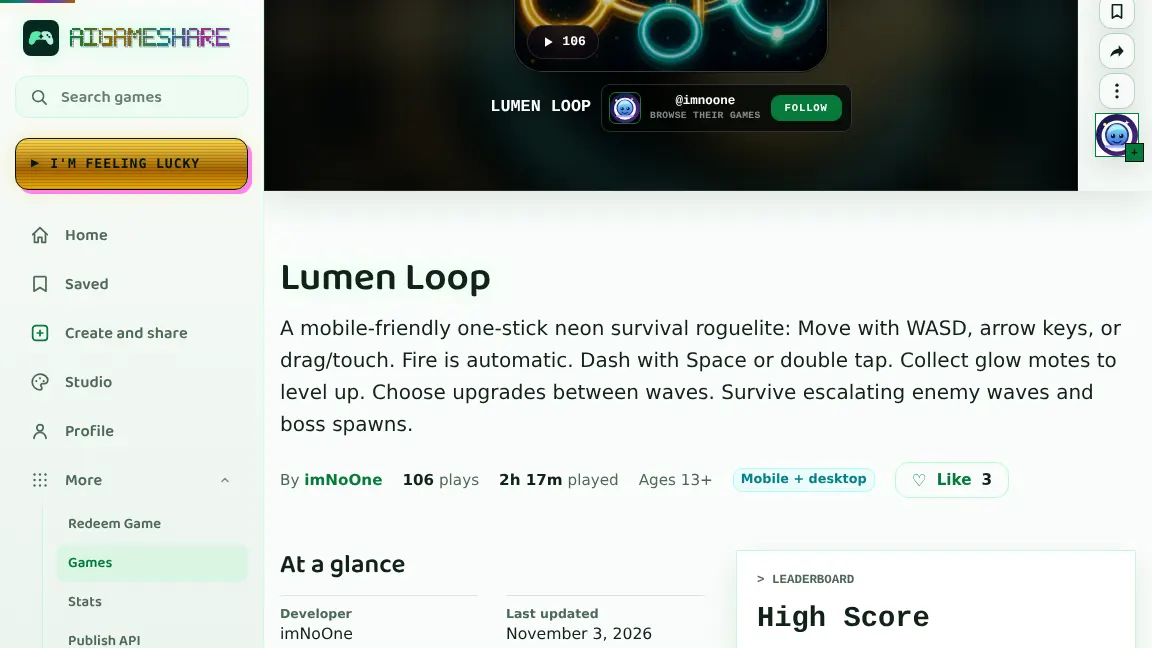 AIGAMESHARE
Search games
I'M FEELING LUCKY
Home
Saved
Create and share
Studio
Profile
More
Redeem Game
Games
Stats
Publish API
106
LUMEN LOOP
@imnoone
BROWSE THEIR GAMES
FOLLOW
Lumen Loop
A mobile-friendly one-stick neon survival roguelite: Move with WASD, arrow keys, or
drag/touch. Fire is automatic. Dash with Space or double tap. Collect glow motes to
level up. Choose upgrades between waves. Survive escalating enemy waves and
boss spawns.
By imNoOne 106 plays 2h 17m played Ages 13+ Mobile + desktop ♡ Like 3
At a glance
Developer
imNoOne
Last updated
November 3, 2026
> LEADERBOARD
High Score